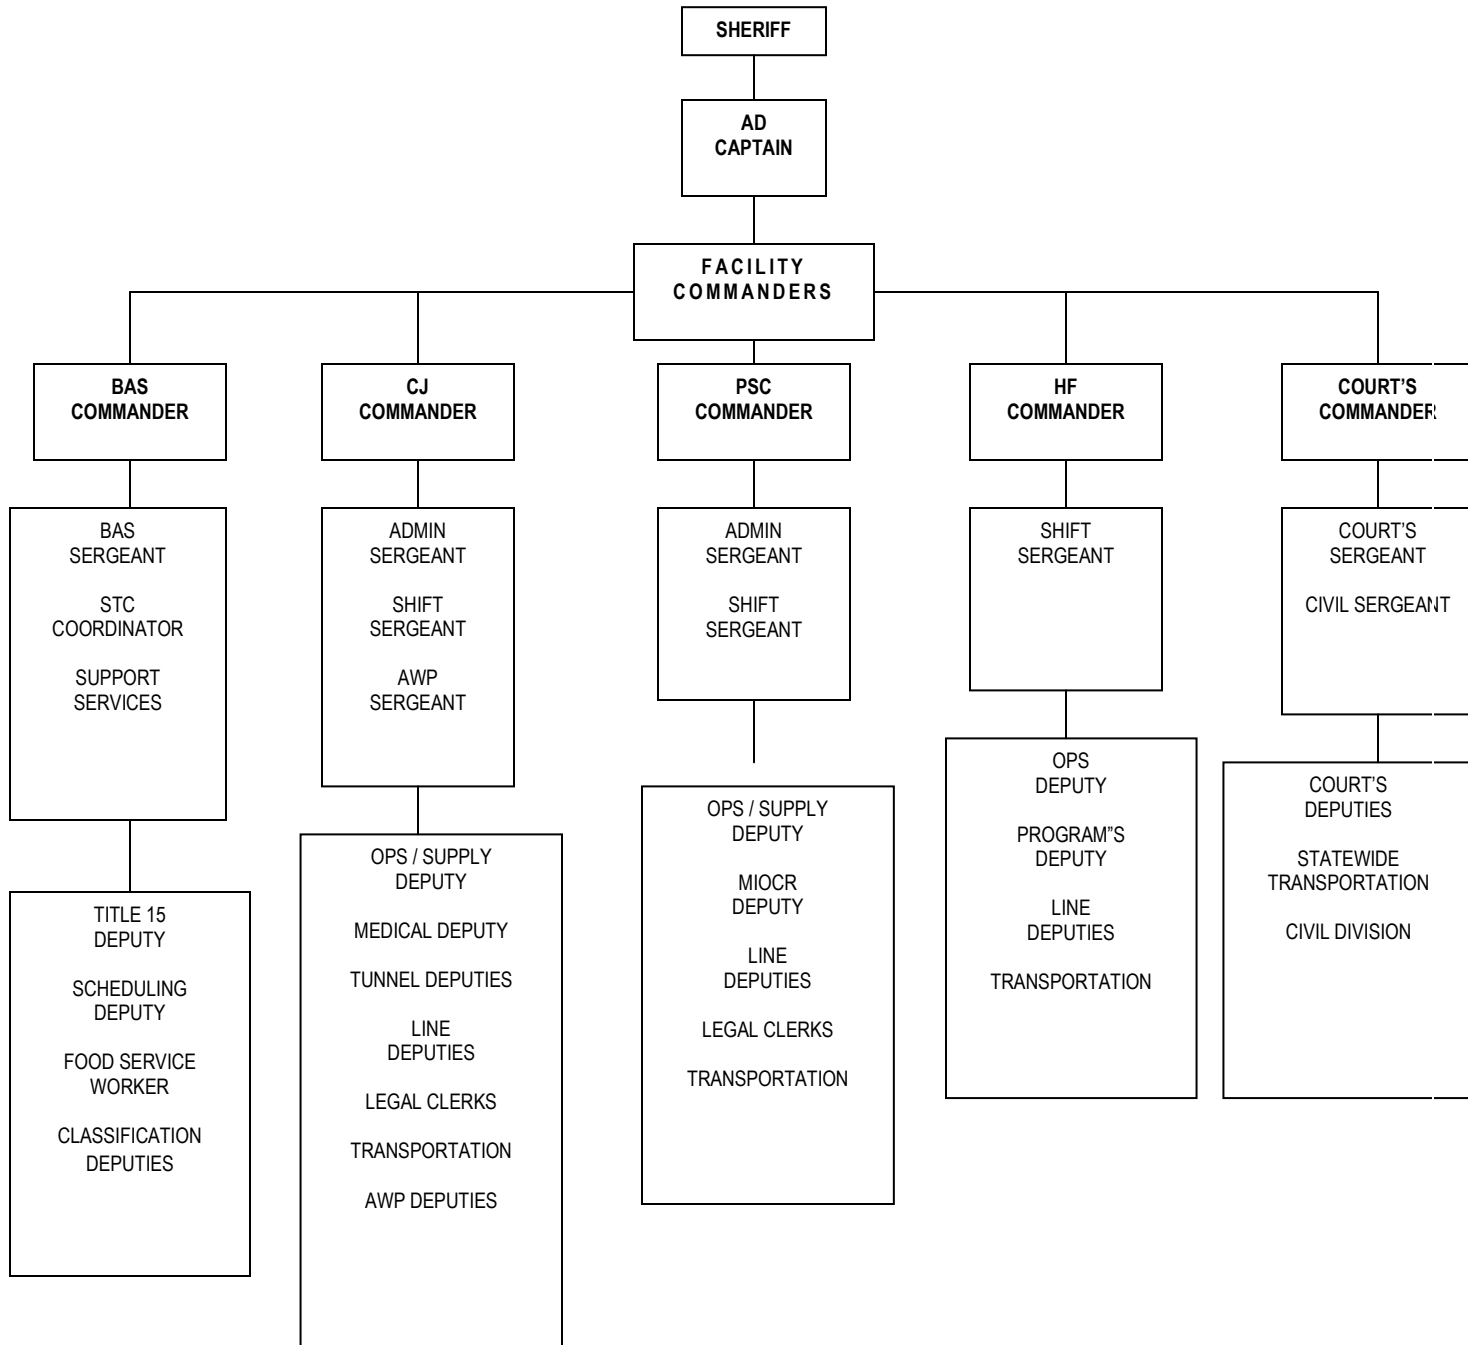 SHERIFF
AD
CAPTAIN
FACILITY
COMMANDERS
BAS
COMMANDER
CJ
COMMANDER
PSC
COMMANDER
HF
COMMANDER
COURT'S
COMMANDER
BAS
SERGEANT
STC
COORDINATOR
SUPPORT
SERVICES
ADMIN
SERGEANT
SHIFT
SERGEANT
AWP
SERGEANT
ADMIN
SERGEANT
SHIFT
SERGEANT
SHIFT
SERGEANT
COURT'S
SERGEANT
CIVIL SERGEANT
TITLE 15
DEPUTY
SCHEDULING
DEPUTY
FOOD SERVICE
WORKER
CLASSIFICATION
DEPUTIES
OPS / SUPPLY
DEPUTY
MEDICAL DEPUTY
TUNNEL DEPUTIES
LINE
DEPUTIES
LEGAL CLERKS
TRANSPORTATION
AWP DEPUTIES
OPS / SUPPLY
DEPUTY
MIOCR
DEPUTY
LINE
DEPUTIES
LEGAL CLERKS
TRANSPORTATION
OPS
DEPUTY
PROGRAM"S
DEPUTY
LINE
DEPUTIES
TRANSPORTATION
COURT'S
DEPUTIES
STATEWIDE
TRANSPORTATION
CIVIL DIVISION